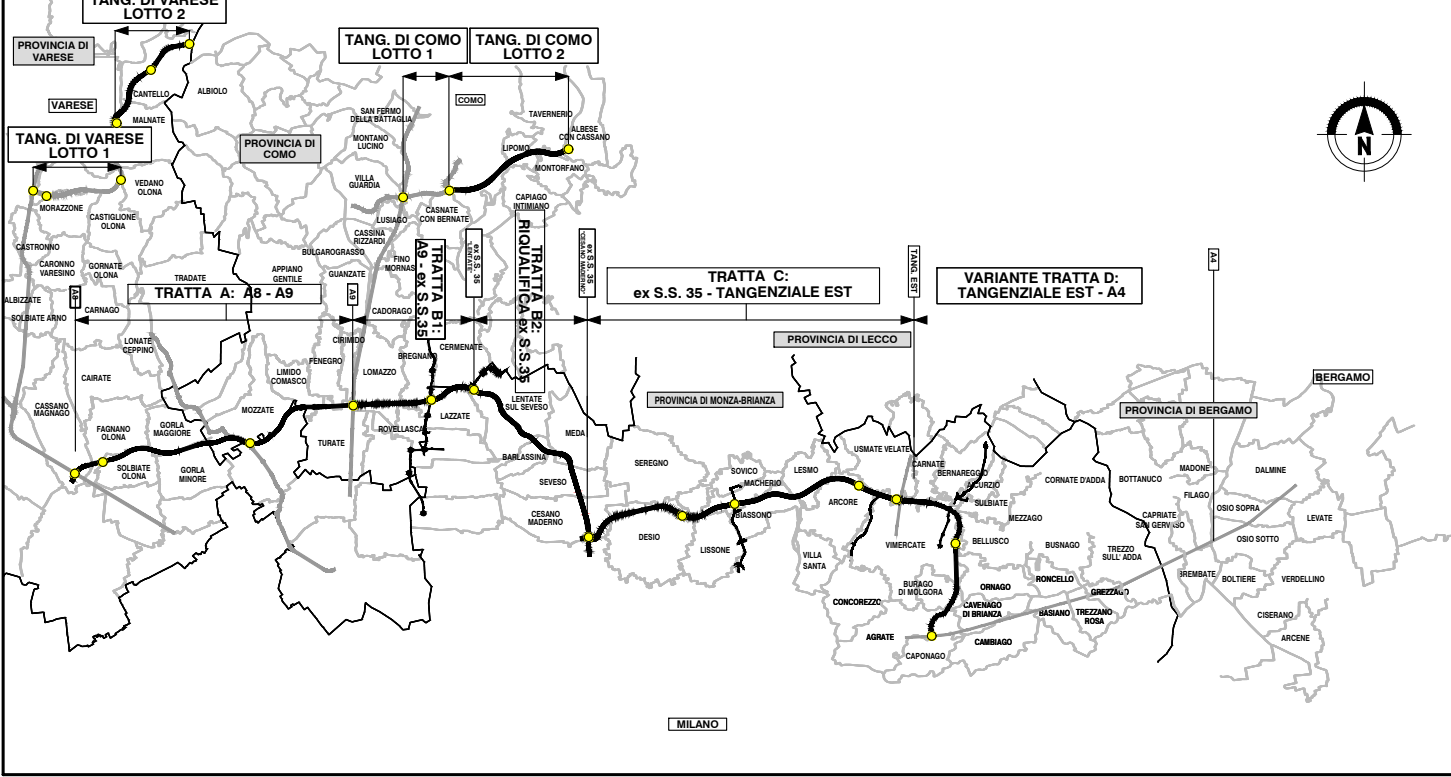 TANG. DI VARESE
LOTTO 2
PROVINCIA DI
VARESE
CANTELLO
ALBIOLO
VARESE
MALNATE
TANG. DI VARESE
LOTTO 1
VEDANO
OLONA
MORAZZONE
CASTIGLIONE
OLONA
CASTRONNO
CARONNO
VARESINO
GORNATE
OLONA
ALBIZZATE
SOLBIATE ARNO
CARNAGO
TRADATE
PROVINCIA DI
COMO
TANG. DI COMO
LOTTO 1
TANG. DI COMO
LOTTO 2
COMO
SAN FERMO
DELLA BATTAGLIA
MONTANO
LUCINO
VILLA
GUARDIA
TAVERNERIO
ALBESE
CON CASSANO
LIPOMO
MONTORFANO
LUSIAGO
CASNATE
CON BERNATE
CAPIAGO
INTIMIANO
CASSINA
RIZZARDI
BULGAROGRASSO
FINO
MORNAS
APPIANO
GENTILE
GUANZATE
CADORAGO
A8
TRATTA A: A8 - A9
A9
TRATTA B1:
A9 - ex S.S.35
ex S.S. 35
"LENTATE"
TRATTA B2:
RIQUALIFICA ex S.S.35
ex S.S. 35
"CESANO MADERNO"
TRATTA C:
ex S.S. 35 - TANGENZIALE EST
TANG. EST
VARIANTE TRATTA D:
TANGENZIALE EST - A4
A4
N
PROVINCIA DI LECCO
PROVINCIA DI MONZA-BRIANZA
PROVINCIA DI BERGAMO
BERGAMO
LONATE
CEPPINO
CAIRATE
CASSANO
MAGNAGO
FAGNANO
OLONA
GORLA
MAGGIORE
SOLBIATE
OLONA
GORLA
MINORE
MOZZATE
LIMIDO
COMASCO
FENEGRO
CIRIMIDO
LOMAZZO
BREGNANO
CERMENATE
TURATE
ROVELLASCA
LAZZATE
LENTATE
SUL SEVESO
MEDA
BARLASSINA
SEVESO
CESANO
MADERNO
SEREGNO
DESIO
LISSONE
SOVICO
MACHERIO
BIASSONO
LESMO
ARCORE
USMATE VELATE
CARNATE
BERNAREGGIO
SULBIATE
MEZZAGO
BELLUSCO
VIMERCATE
VILLA
SANTA
BURAGO
DI MOLGORA
CONCOREZZO
AGRATE
CAPONAGO
CAMBIAGO
CAVENAGO
DI BRIANZA
ORNAGO
RONCELLO
BASIANO
TREZZANO
ROSA
GREZZAGO
BUSNAGO
TREZZO
SULL' ADDA
CORNATE D'ADDA
BOTTANUCO
MADONE
FILAGO
CAPRIATE
SAN GERVASO
DALMINE
OSIO SOPRA
OSIO SOTTO
LEVATE
BREMBATE
BOLTIERE
VERDELLINO
CISERANO
ARCENE
MILANO